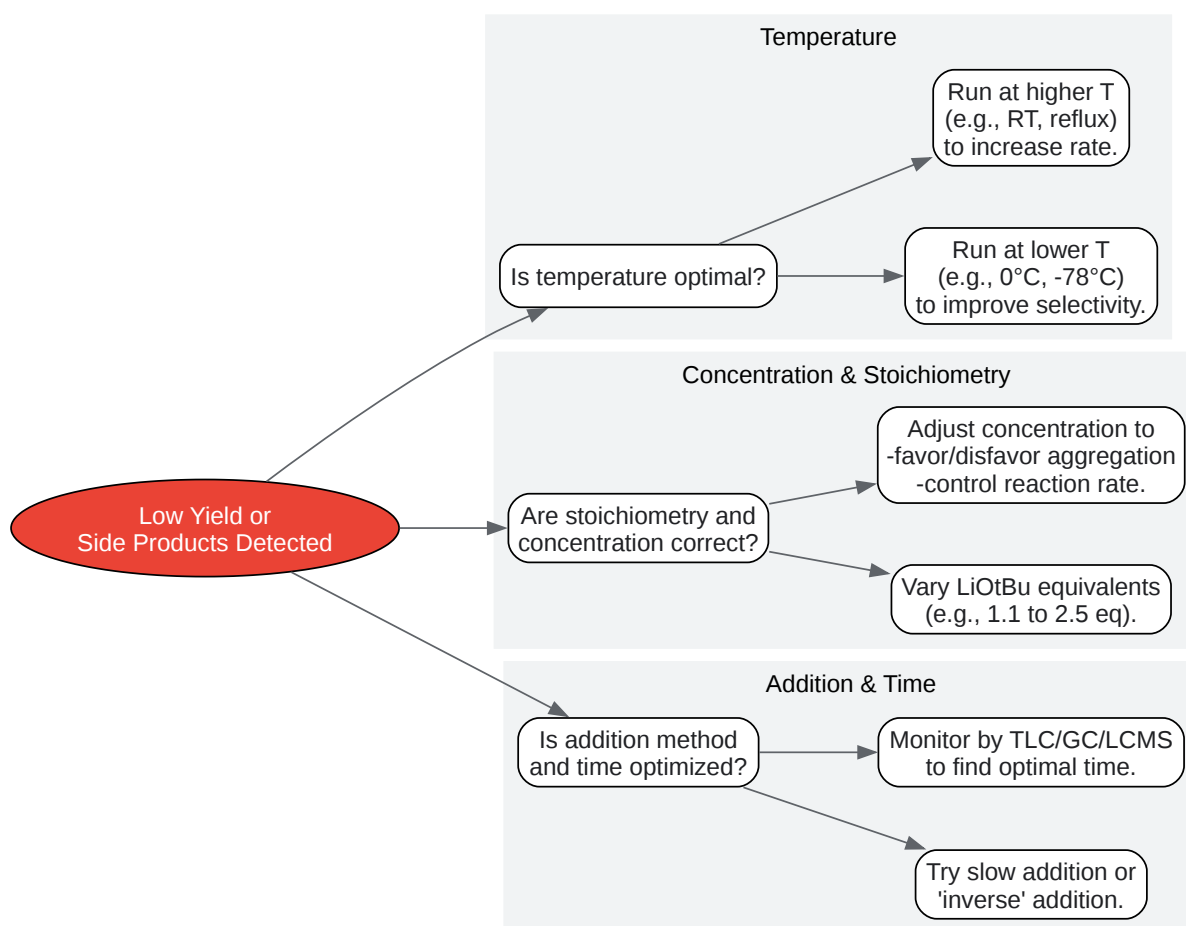 Temperature
Run at higher T
(e.g., RT, reflux)
to increase rate.
Is temperature optimal?
Run at lower T
(e.g., 0°C, -78°C)
to improve selectivity.
Concentration & Stoichiometry
Adjust concentration to
-favor/disfavor aggregation
-control reaction rate.
Low Yield or
Side Products Detected
Are stoichiometry and
concentration correct?
Vary LiOtBu equivalents
(e.g., 1.1 to 2.5 eq).
Addition & Time
Is addition method
and time optimized?
Monitor by TLC/GC/LCMS
to find optimal time.
Try slow addition or
'inverse' addition.